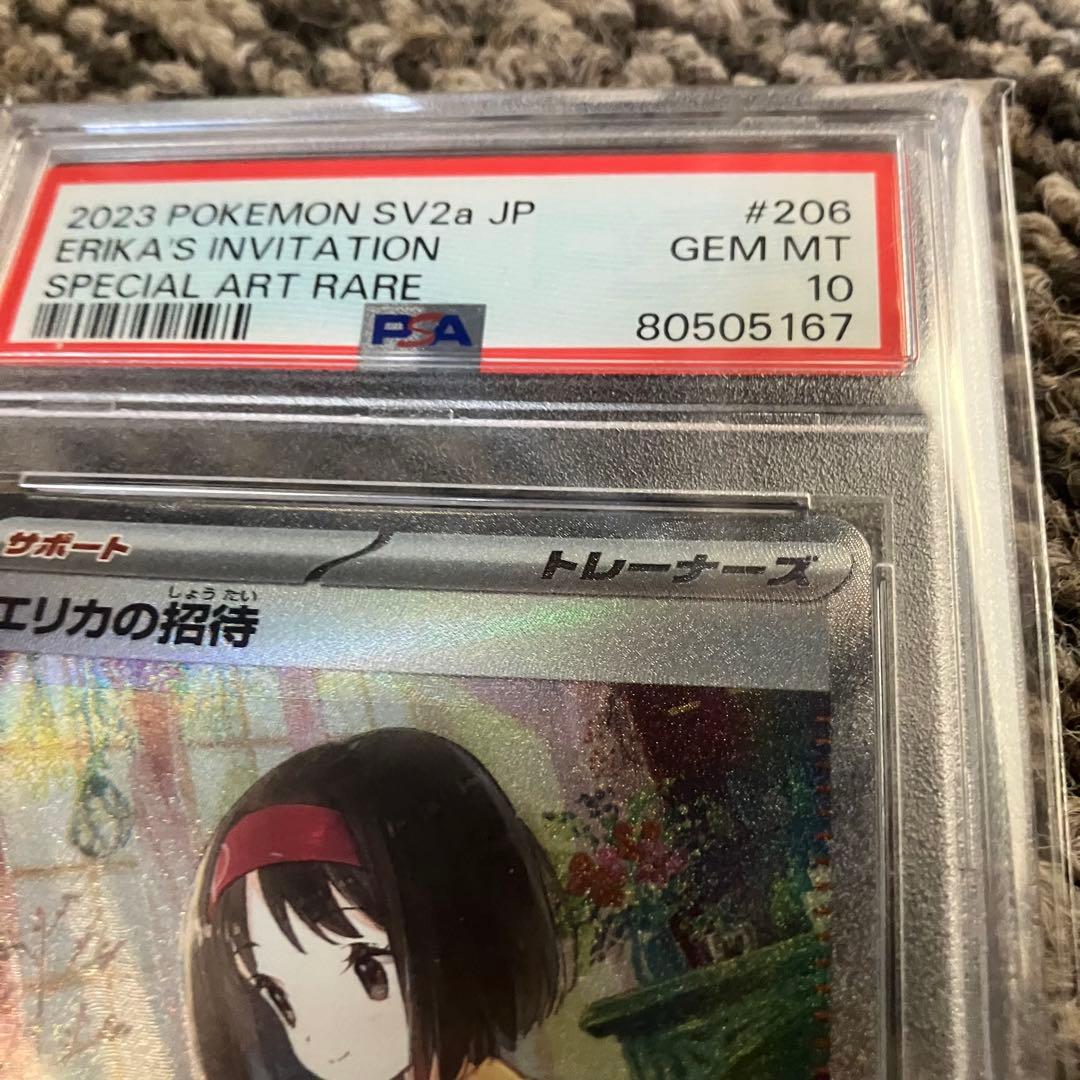 2023 POKEMON SV2a JP #206
ERIKA'S INVITATION GEM MT
SPECIAL ART RARE 10
PSA 80505167
サポート トレーナーズ
しょう たい
エリカの招待